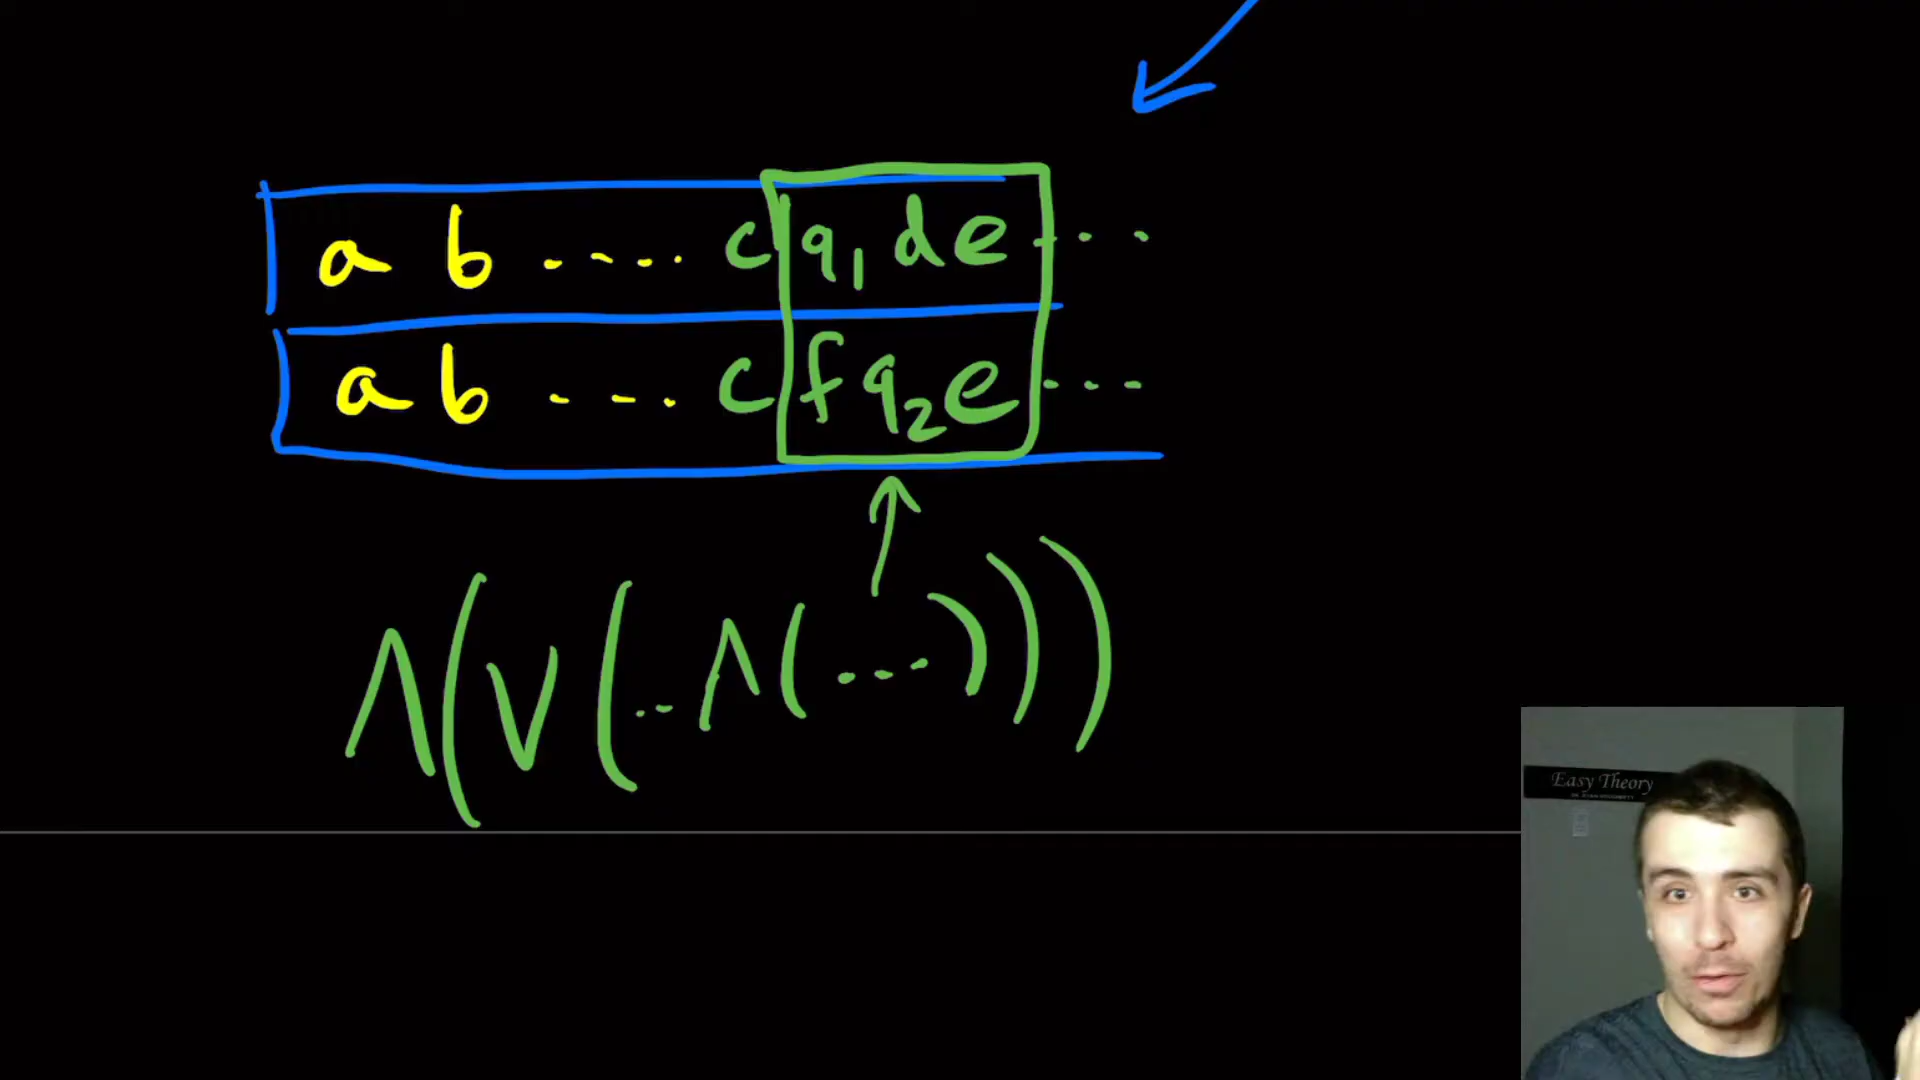 a b .... c q₁ d e ...
a b .... c f q₂ e ...
∧(∨(..∧(...)))
Easy Theory